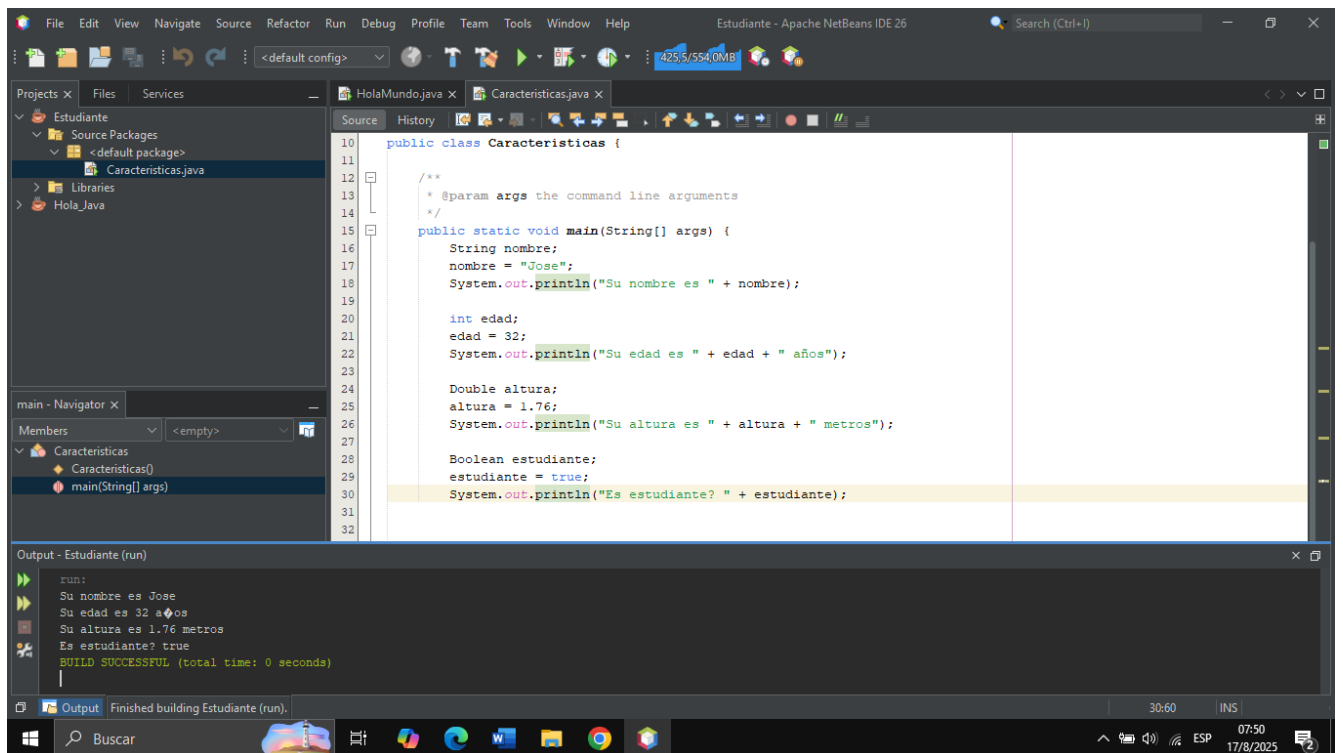 File Edit View Navigate Source Refactor Run Debug Profile Team Tools Window Help Estudiante - Apache NetBeans IDE 26 Search (Ctrl+I)
<default config> 425,5/554,0MB
Projects Files Services
HolaMundo.java Caracteristicas.java
Estudiante
Source Packages
<default package>
Caracteristicas.java
Libraries
Hola_Java
Source History
10 public class Caracteristicas {
11
12 /**
13 * @param args the command line arguments
14 */
15 public static void main(String[] args) {
16 String nombre;
17 nombre = "Jose";
18 System.out.println("Su nombre es " + nombre);
19
20 int edad;
21 edad = 32;
22 System.out.println("Su edad es " + edad + " años");
23
24 Double altura;
25 altura = 1.76;
26 System.out.println("Su altura es " + altura + " metros");
27
28 Boolean estudiante;
29 estudiante = true;
30 System.out.println("Es estudiante? " + estudiante);
31
32
main - Navigator
Members <empty>
Caracteristicas
Caracteristicas()
main(String[] args)
Output - Estudiante (run)
run:
Su nombre es Jose
Su edad es 32 a�os
Su altura es 1.76 metros
Es estudiante? true
BUILD SUCCESSFUL (total time: 0 seconds)
Output Finished building Estudiante (run). 30:60 INS
Buscar ESP 07:50
17/8/2025 2